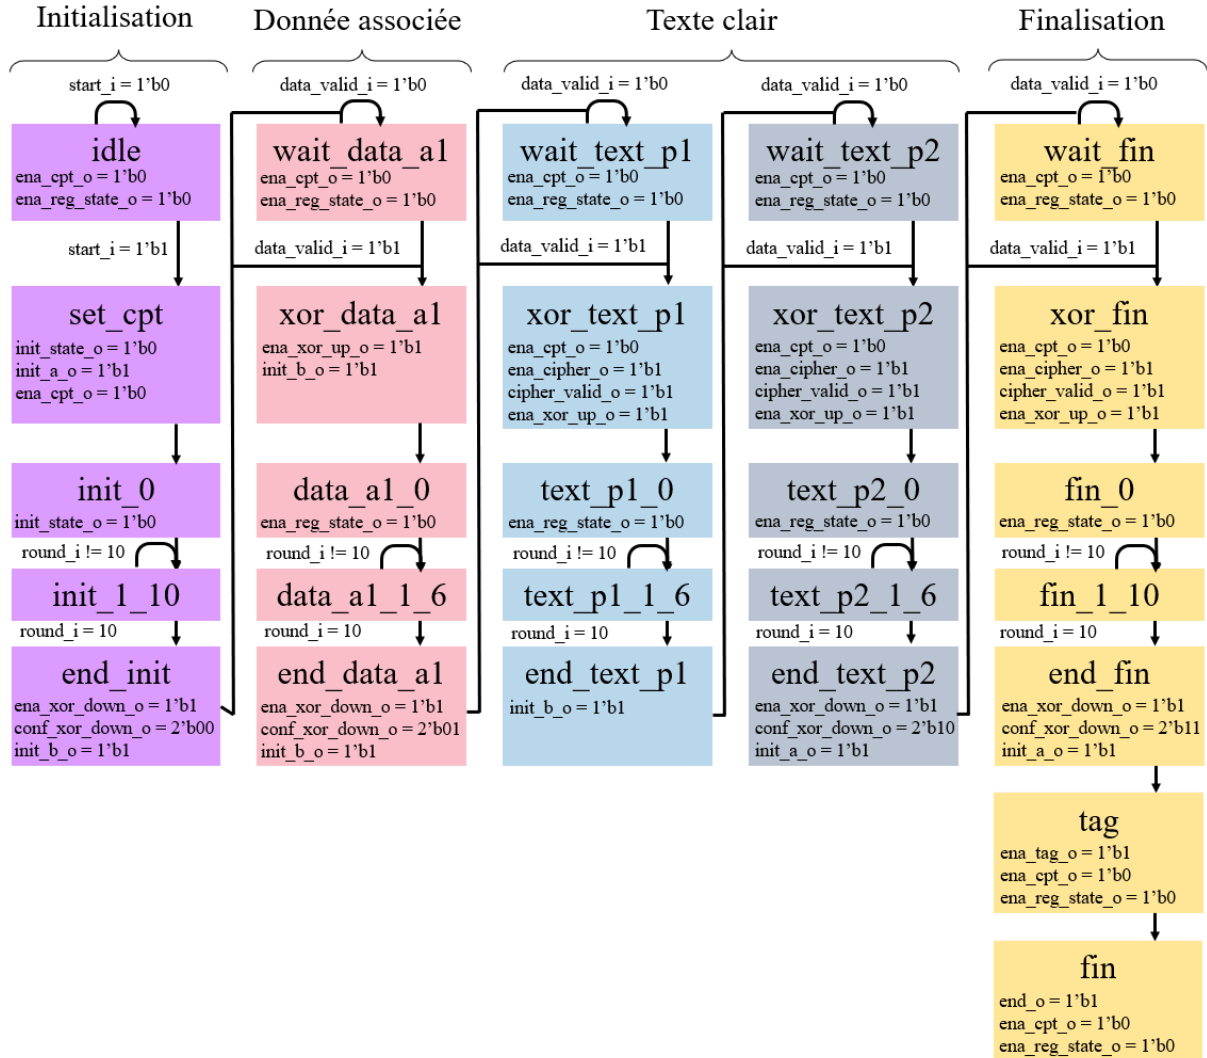 Initialisation
start_i = 1'b0
idle
ena_cpt_o = 1'b0
ena_reg_state_o = 1'b0
start_i = 1'b1
set_cpt
init_state_o = 1'b0
init_a_o = 1'b1
ena_cpt_o = 1'b0
init_0
init_state_o = 1'b0
round_i != 10
init_1_10
round_i = 10
end_init
ena_xor_down_o = 1'b1
conf_xor_down_o = 2'b00
init_b_o = 1'b1
Donnée associée
data_valid_i = 1'b0
wait_data_a1
ena_cpt_o = 1'b0
ena_reg_state_o = 1'b0
data_valid_i = 1'b1
xor_data_a1
ena_xor_up_o = 1'b1
init_b_o = 1'b1
data_a1_0
ena_reg_state_o = 1'b0
round_i != 10
data_a1_1_6
round_i = 10
end_data_a1
ena_xor_down_o = 1'b1
conf_xor_down_o = 2'b01
init_b_o = 1'b1
Texte clair
data_valid_i = 1'b0
wait_text_p1
ena_cpt_o = 1'b0
ena_reg_state_o = 1'b0
data_valid_i = 1'b1
xor_text_p1
ena_cpt_o = 1'b0
ena_cipher_o = 1'b1
cipher_valid_o = 1'b1
ena_xor_up_o = 1'b1
text_p1_0
ena_reg_state_o = 1'b0
round_i != 10
text_p1_1_6
round_i = 10
end_text_p1
init_b_o = 1'b1
data_valid_i = 1'b0
wait_text_p2
ena_cpt_o = 1'b0
ena_reg_state_o = 1'b0
data_valid_i = 1'b1
xor_text_p2
ena_cpt_o = 1'b0
ena_cipher_o = 1'b1
cipher_valid_o = 1'b1
ena_xor_up_o = 1'b1
text_p2_0
ena_reg_state_o = 1'b0
round_i != 10
text_p2_1_6
round_i = 10
end_text_p2
ena_xor_down_o = 1'b1
conf_xor_down_o = 2'b10
init_a_o = 1'b1
Finalisation
data_valid_i = 1'b0
wait_fin
ena_cpt_o = 1'b0
ena_reg_state_o = 1'b0
data_valid_i = 1'b1
xor_fin
ena_cpt_o = 1'b0
ena_cipher_o = 1'b1
cipher_valid_o = 1'b1
ena_xor_up_o = 1'b1
fin_0
ena_reg_state_o = 1'b0
round_i != 10
fin_1_10
round_i = 10
end_fin
ena_xor_down_o = 1'b1
conf_xor_down_o = 2'b11
init_a_o = 1'b1
tag
ena_tag_o = 1'b1
ena_cpt_o = 1'b0
ena_reg_state_o = 1'b0
fin
end_o = 1'b1
ena_cpt_o = 1'b0
ena_reg_state_o = 1'b0